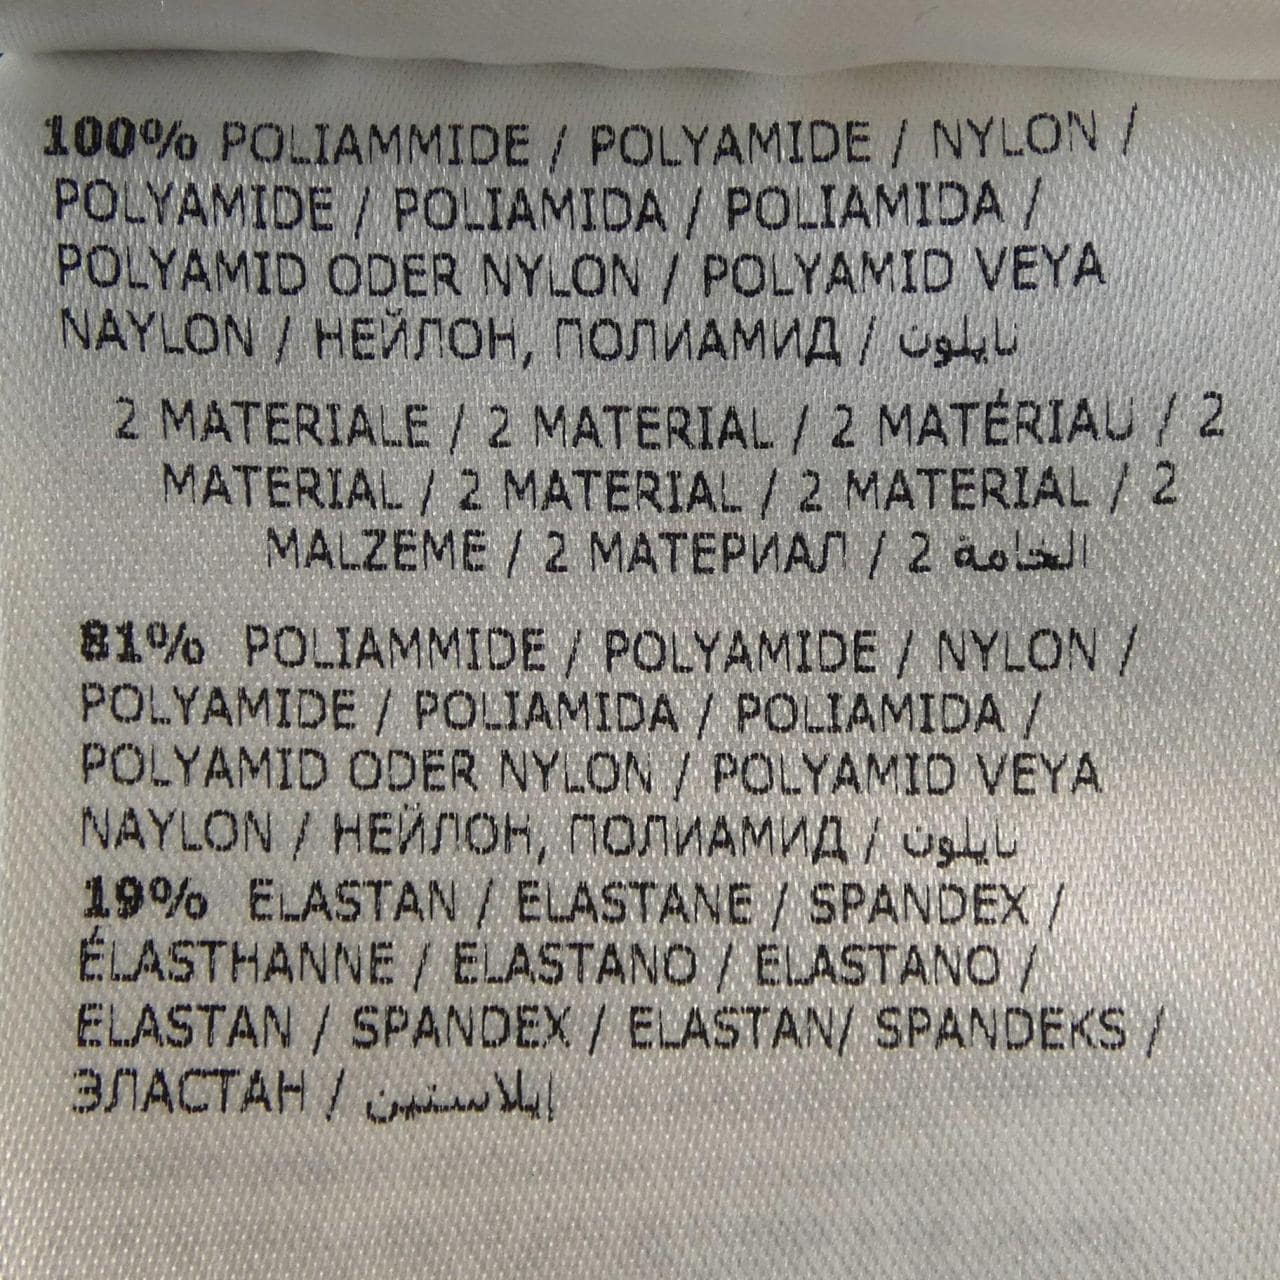 100% POLIAMMIDE / POLYAMIDE / NYLON /
POLYAMIDE / POLIAMIDA / POLIAMIDA /
POLYAMID ODER NYLON / POLYAMID VEYA
NAYLON / НЕЙЛОН, ПОЛИАМИД / نايلون
2 MATERIALE / 2 MATERIAL / 2 MATÉRIAU / 2
MATERIAL / 2 MATERIAL / 2 MATERIAL / 2
MALZEME / 2 МАТЕРИАЛ / 2 الخامة
81% POLIAMMIDE / POLYAMIDE / NYLON /
POLYAMIDE / POLIAMIDA / POLIAMIDA /
POLYAMID ODER NYLON / POLYAMID VEYA
NAYLON / НЕЙЛОН, ПОЛИАМИД / نايلون
19% ELASTAN / ELASTANE / SPANDEX /
ÉLASTHANNE / ELASTANO / ELASTANO /
ELASTAN / SPANDEX / ELASTAN/ SPANDEKS /
ЭЛАСТАН / ايلاستين